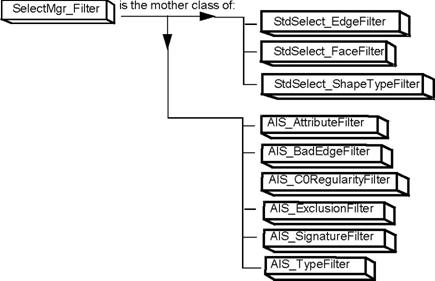 SelectMgr_Filter is the mother class of:
StdSelect_EdgeFilter
StdSelect_FaceFilter
StdSelect_ShapeTypeFilter
AIS_AttributeFilter
AIS_BadEdgeFilter
AIS_C0RegularityFilter
AIS_ExclusionFilter
AIS_SignatureFilter
AIS_TypeFilter